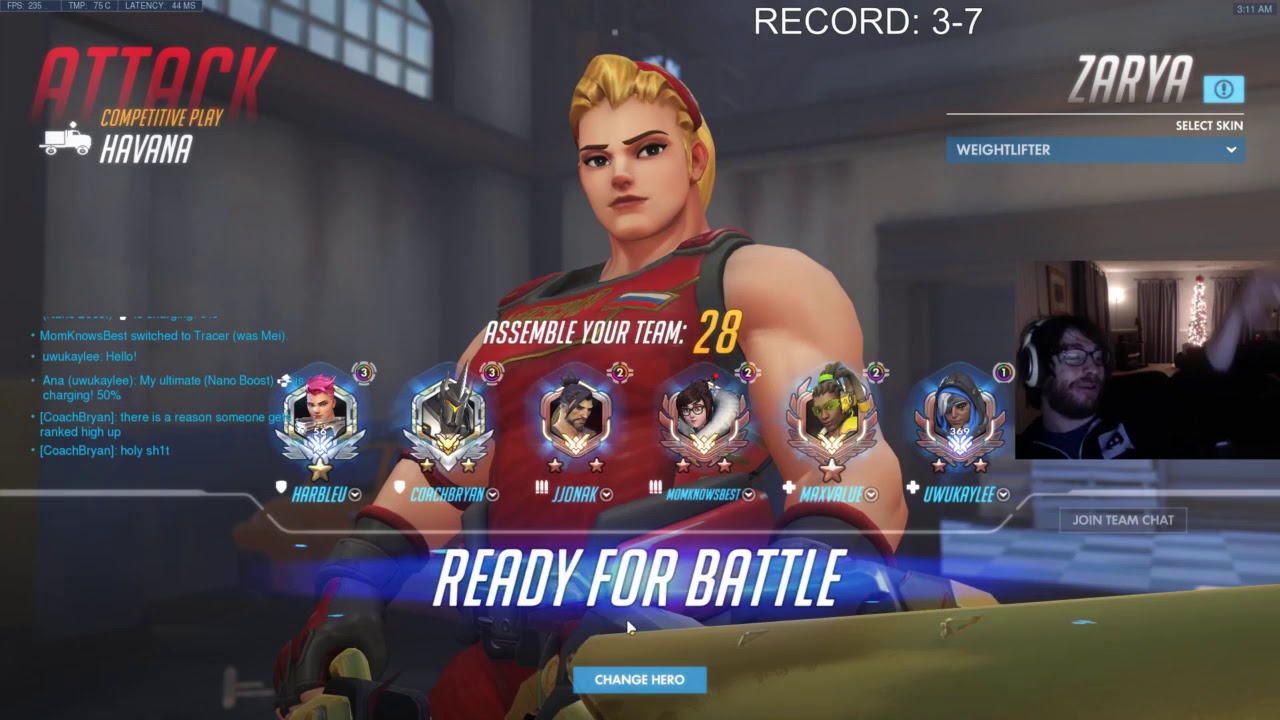 FPS: 235 TMP: 75 C LATENCY: 44 MS
3:11 AM
RECORD: 3-7
ATTACK
COMPETITIVE PLAY
HAVANA
ZARYA
SELECT SKIN
WEIGHTLIFTER
ASSEMBLE YOUR TEAM: 28
• MomKnowsBest switched to Tracer (was Mei).
• uwukaylee: Hello!
• Ana (uwukaylee): My ultimate (Nano Boost) is
charging! 50%
• [CoachBryan]: there is a reason someone gets
ranked high up
• [CoachBryan]: holy sh1t
3 3 2 2 2 1
56 369
HARBLEU COACHBRYAN JJONAK MOMKNOWSBEST MAXVALUE UWUKAYLEE
JOIN TEAM CHAT
READY FOR BATTLE
CHANGE HERO